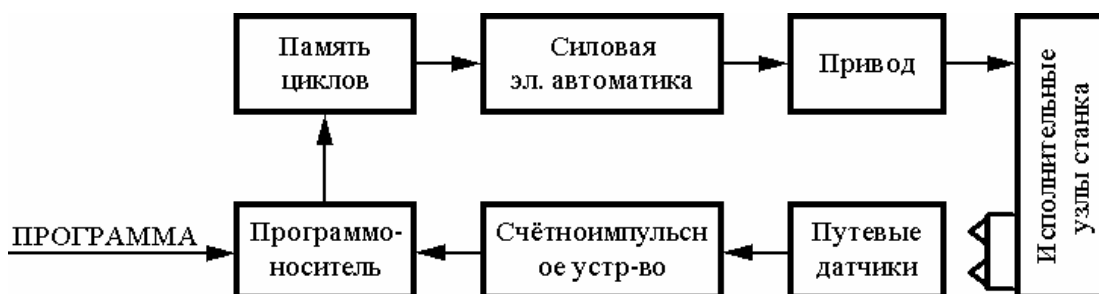 Память
циклов
Силовая
эл. автоматика
Привод
Исполнительные
узлы станка
ПРОГРАММА
Программо-
носитель
Счётноимпульсн
ое устр-во
Путевые
датчики